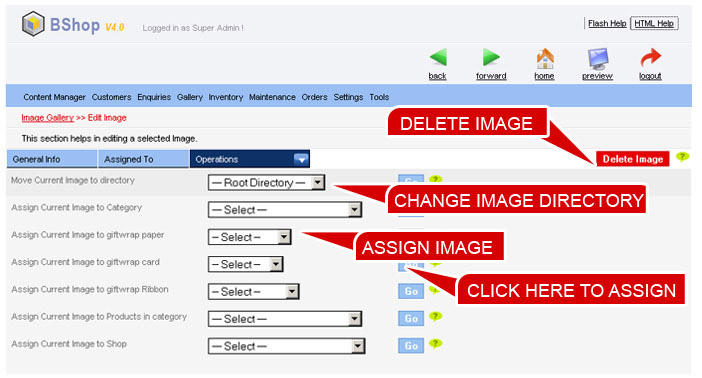 BShop V4.0 Logged in as Super Admin !
Flash Help HTML Help
back forward home preview logout
Content Manager Customers Enquiries Gallery Inventory Maintenance Orders Settings Tools
Image Gallery >> Edit Image
This section helps in editing a selected Image.
DELETE IMAGE
General Info Assigned To Operations
Delete Image ?
Move Current Image to directory --- Root Directory --- Go ?
CHANGE IMAGE DIRECTORY
Assign Current Image to Category --- Select ---
Assign Current Image to giftwrap paper -- Select ---
ASSIGN IMAGE
Assign Current Image to giftwrap card -- Select --- Go ?
CLICK HERE TO ASSIGN
Assign Current Image to giftwrap Ribbon -- Select --- Go ?
Assign Current Image to Products in category --- Select --- Go ?
Assign Current Image to Shop --- Select --- Go ?